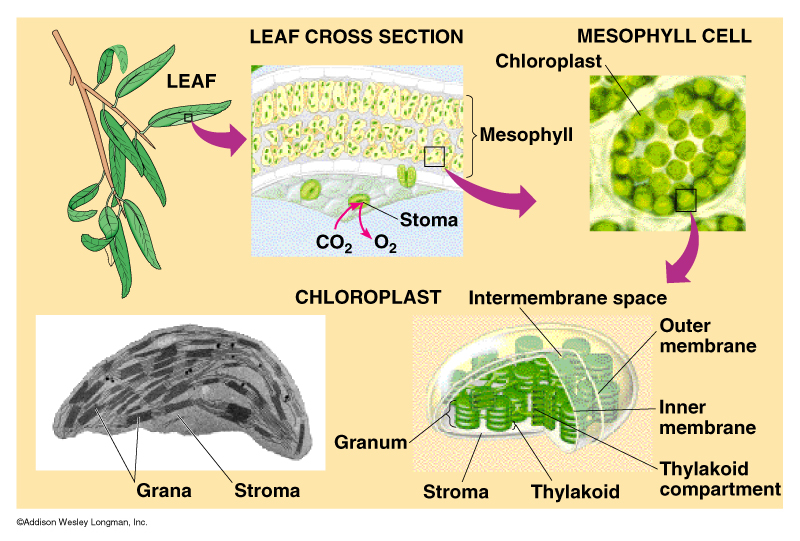 LEAF CROSS SECTION
MESOPHYLL CELL
Chloroplast
LEAF
Mesophyll
Stoma
CO2
O2
CHLOROPLAST
Intermembrane space
Outer
membrane
Inner
membrane
Granum
Thylakoid
compartment
Grana
Stroma
Stroma
Thylakoid
©Addison Wesley Longman, Inc.